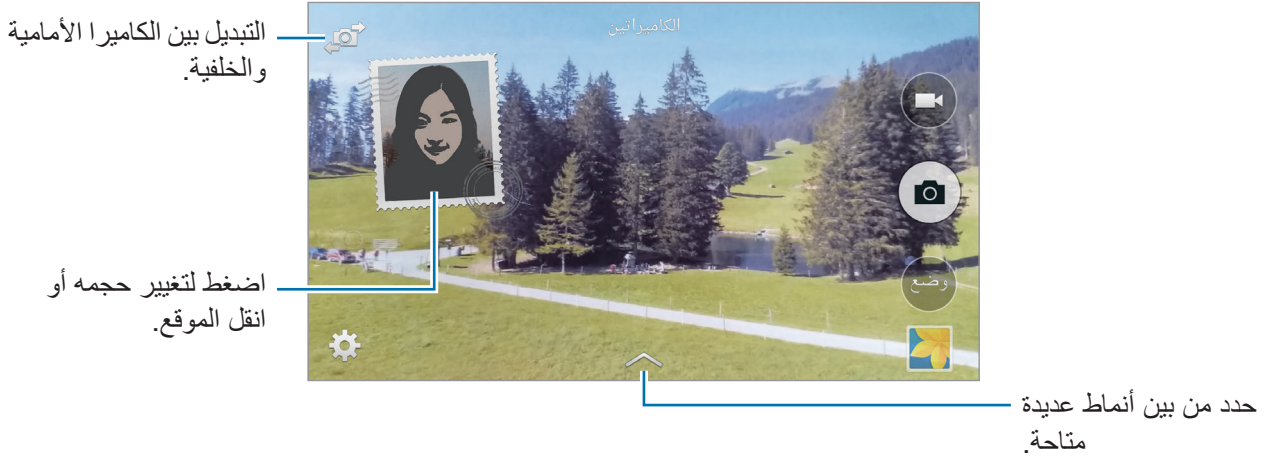 الكاميراتين
التبديل بين الكاميرا الأمامية
والخلفية.
اضغط لتغيير حجمه أو
انقل الموقع.
وضع
حدد من بين أنماط عديدة
متاحة.